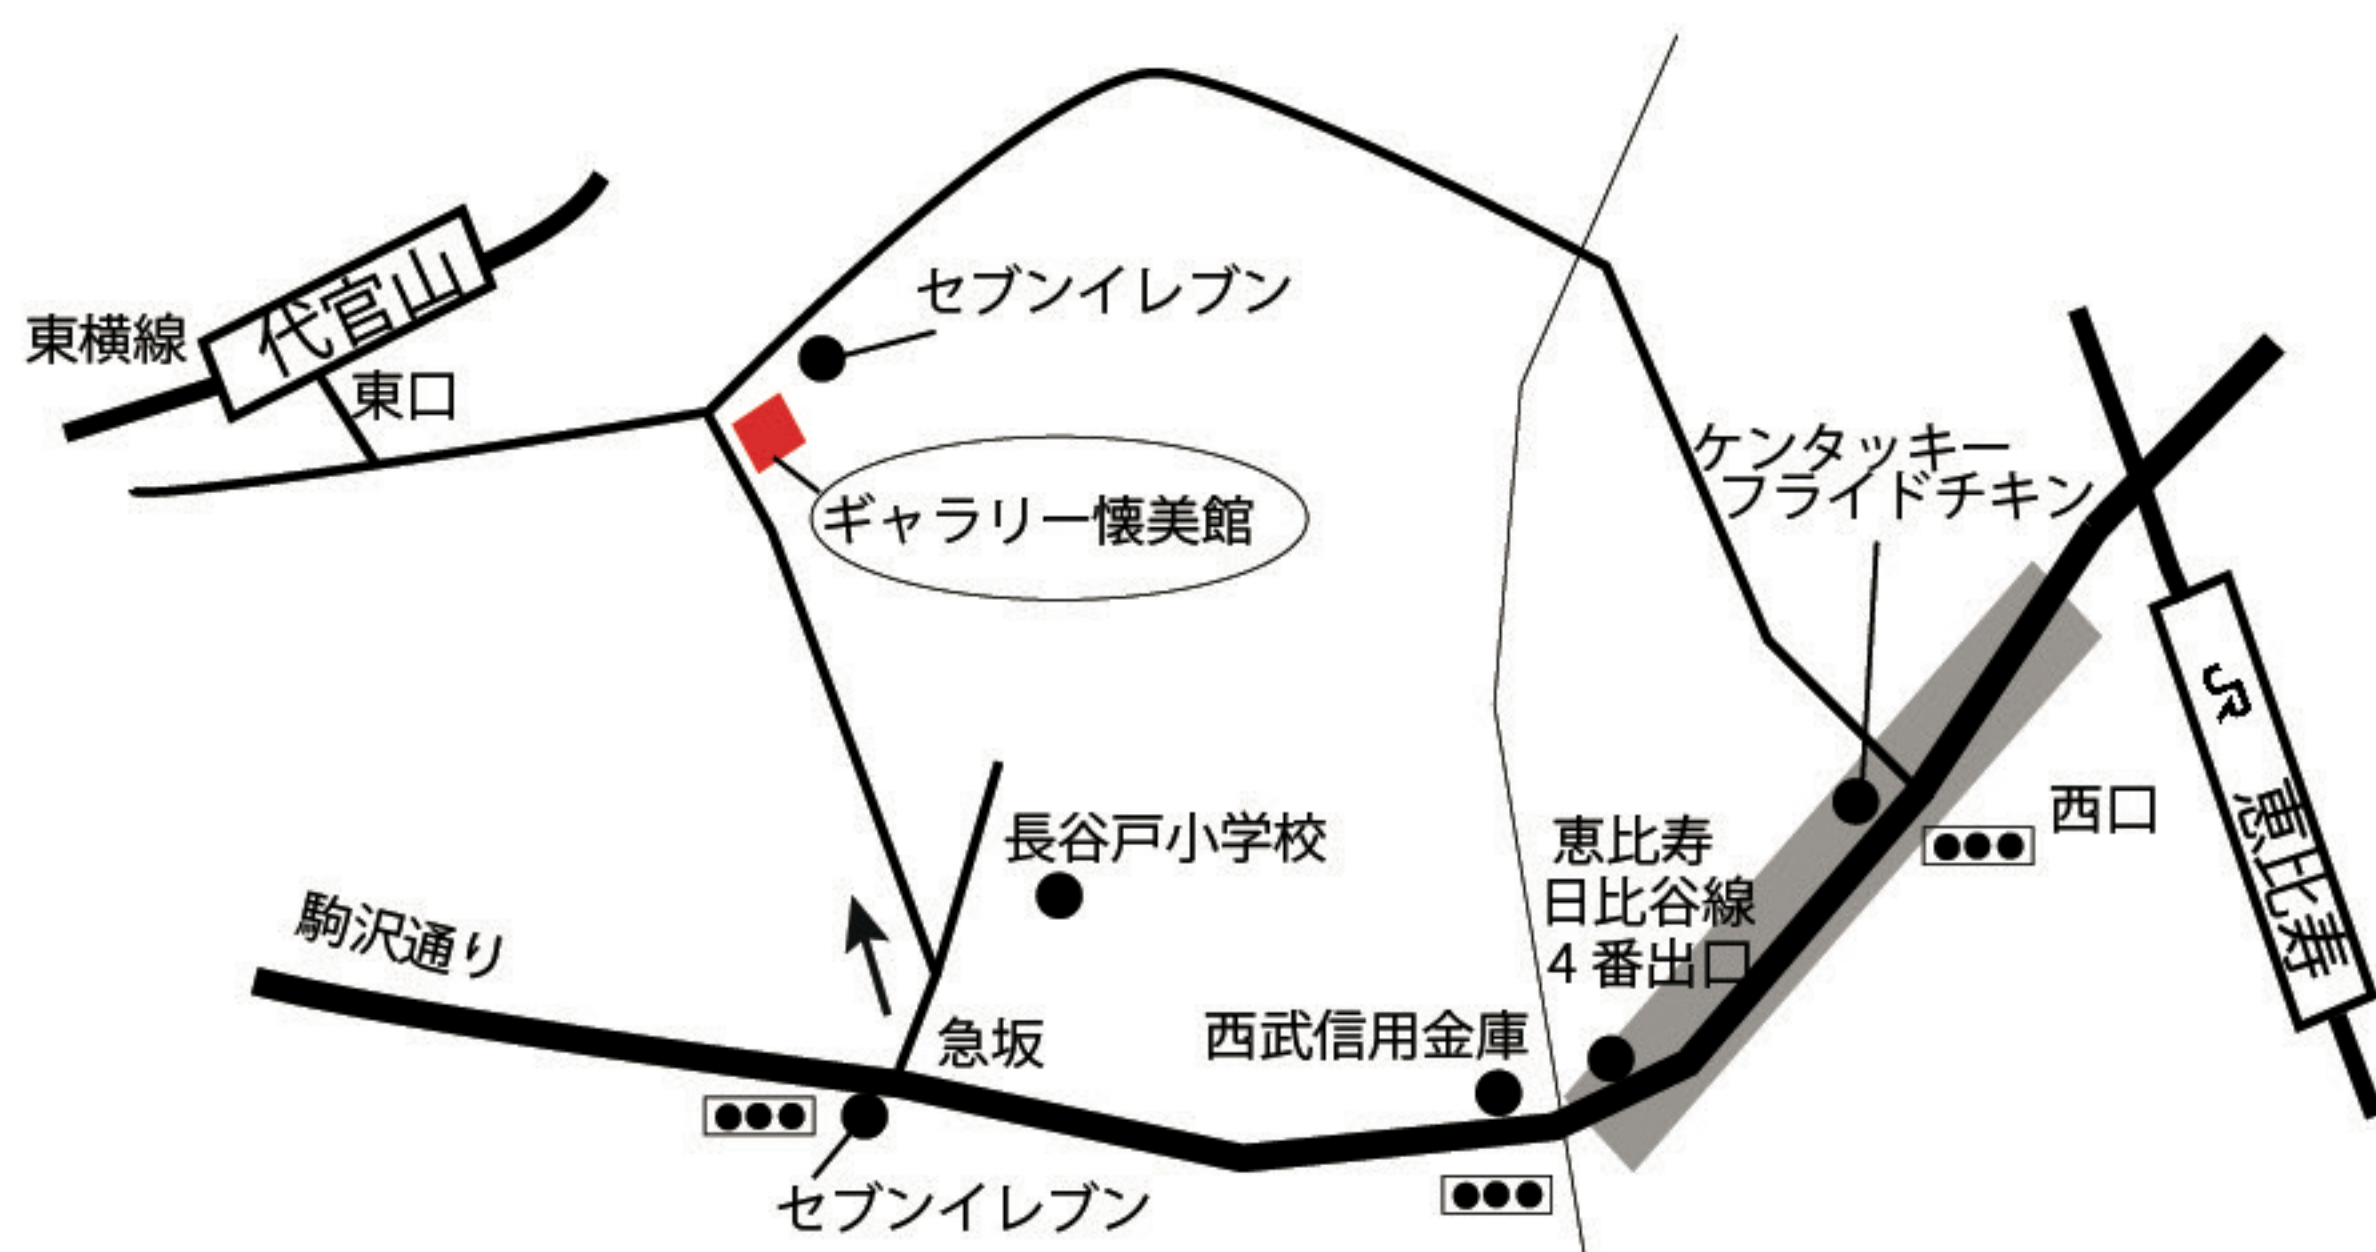 セブンイレブン
代官山
東横線
東口
ケンタッキー
フライドチキン
ギャラリー懐美館
JR 恵比寿
西口
長谷戸小学校
恵比寿
日比谷線
4番出口
駒沢通り
急坂
西武信用金庫
セブンイレブン